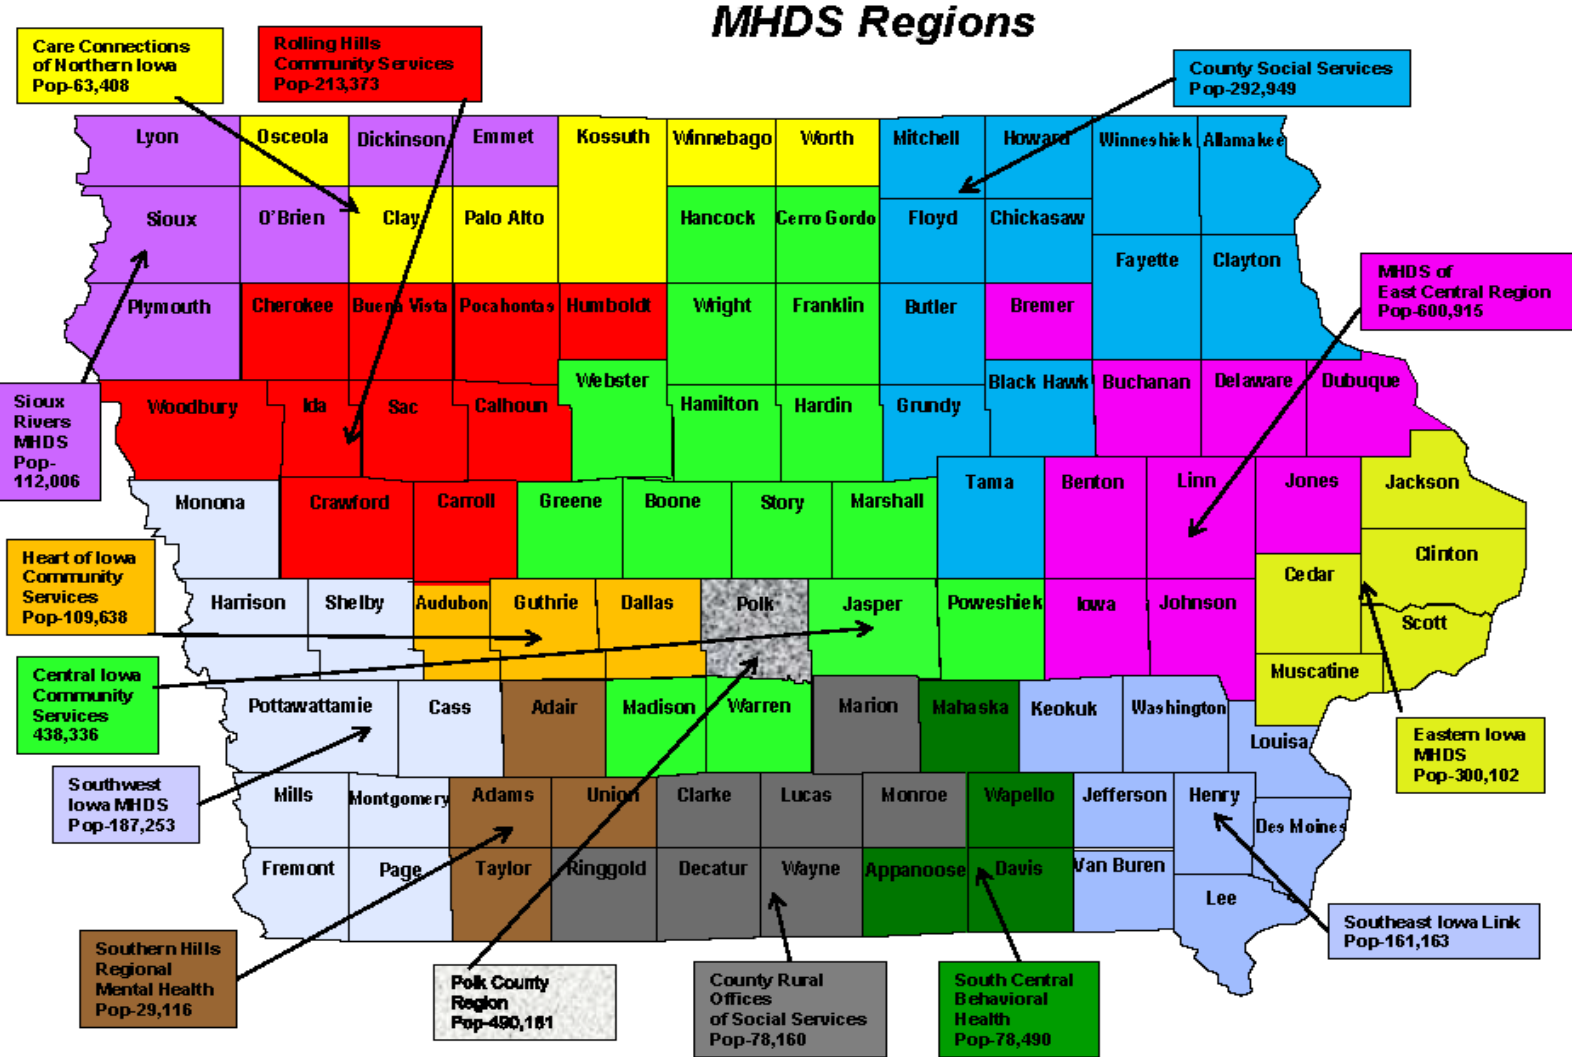 MHDS Regions
Care Connections
of Northern Iowa
Pop-63,408
Rolling Hills
Community Services
Pop-213,373
County Social Services
Pop-292,949
Lyon
Osceola
Dickinson
Emmet
Kossuth
Winnebago
Worth
Mitchell
Howard
Winneshiek
Allamakee
Sioux
O'Brien
Clay
Palo Alto
Hancock
Cerro Gordo
Floyd
Chickasaw
Fayette
Clayton
MHDS of
East Central Region
Pop-600,915
Plymouth
Cherokee
Buena Vista
Pocahontas
Humboldt
Wright
Franklin
Butler
Bremer
Webster
Black Hawk
Buchanan
Delaware
Dubuque
Sioux
Rivers
MHDS
Pop-
112,006
Woodbury
Ida
Sac
Calhoun
Hamilton
Hardin
Grundy
Monona
Crawford
Carroll
Greene
Boone
Story
Marshall
Tama
Benton
Linn
Jones
Jackson
Heart of Iowa
Community
Services
Pop-109,638
Clinton
Cedar
Harrison
Shelby
Audubon
Guthrie
Dallas
Polk
Jasper
Poweshiek
Iowa
Johnson
Scott
Central Iowa
Community
Services
438,336
Muscatine
Pottawattamie
Cass
Adair
Madison
Warren
Marion
Mahaska
Keokuk
Washington
Louisa
Eastern Iowa
MHDS
Pop-300,102
Southwest
Iowa MHDS
Pop-187,253
Mills
Montgomery
Adams
Union
Clarke
Lucas
Monroe
Wapello
Jefferson
Henry
Des Moines
Fremont
Page
Taylor
Ringgold
Decatur
Wayne
Appanoose
Davis
Van Buren
Lee
Southeast Iowa Link
Pop-161,163
Southern Hills
Regional
Mental Health
Pop-29,116
Polk County
Region
Pop-490,161
County Rural
Offices
of Social Services
Pop-78,160
South Central
Behavioral
Health
Pop-78,490